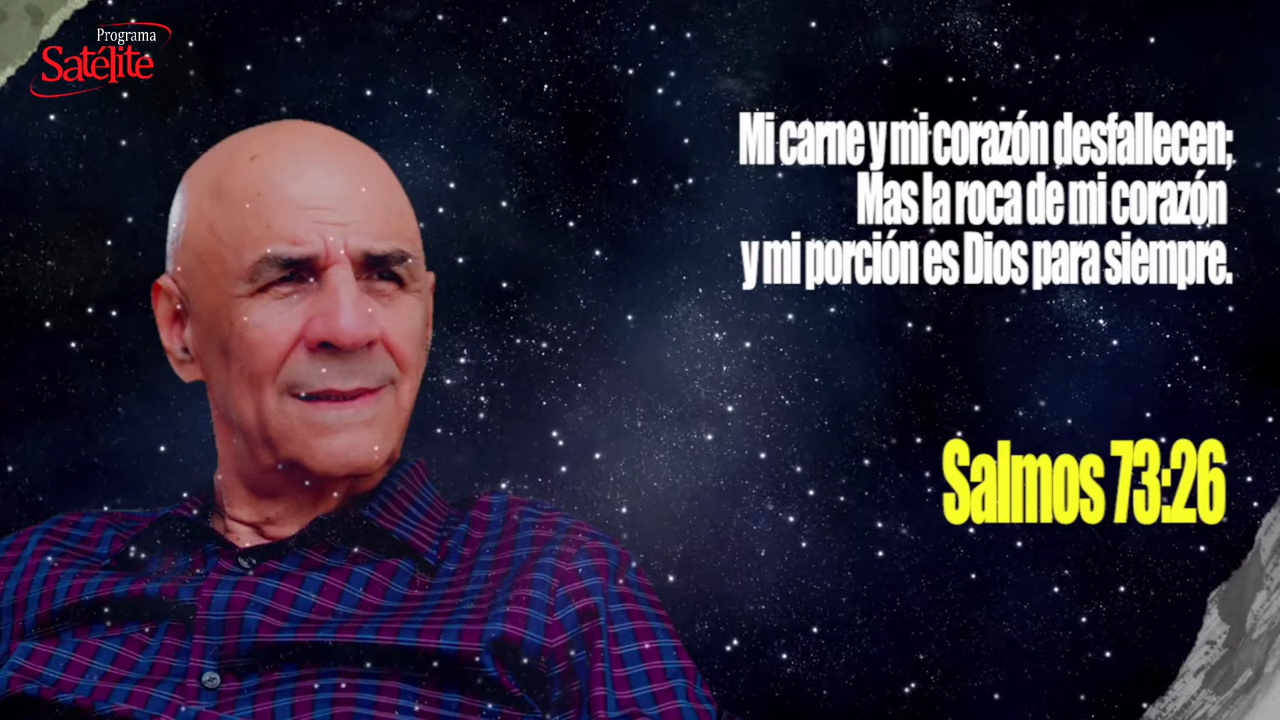 Programa
Satélite
Mi carne y mi corazón desfallecen;
Mas la roca de mi corazón
y mi porción es Dios para siempre.
Salmos 73:26